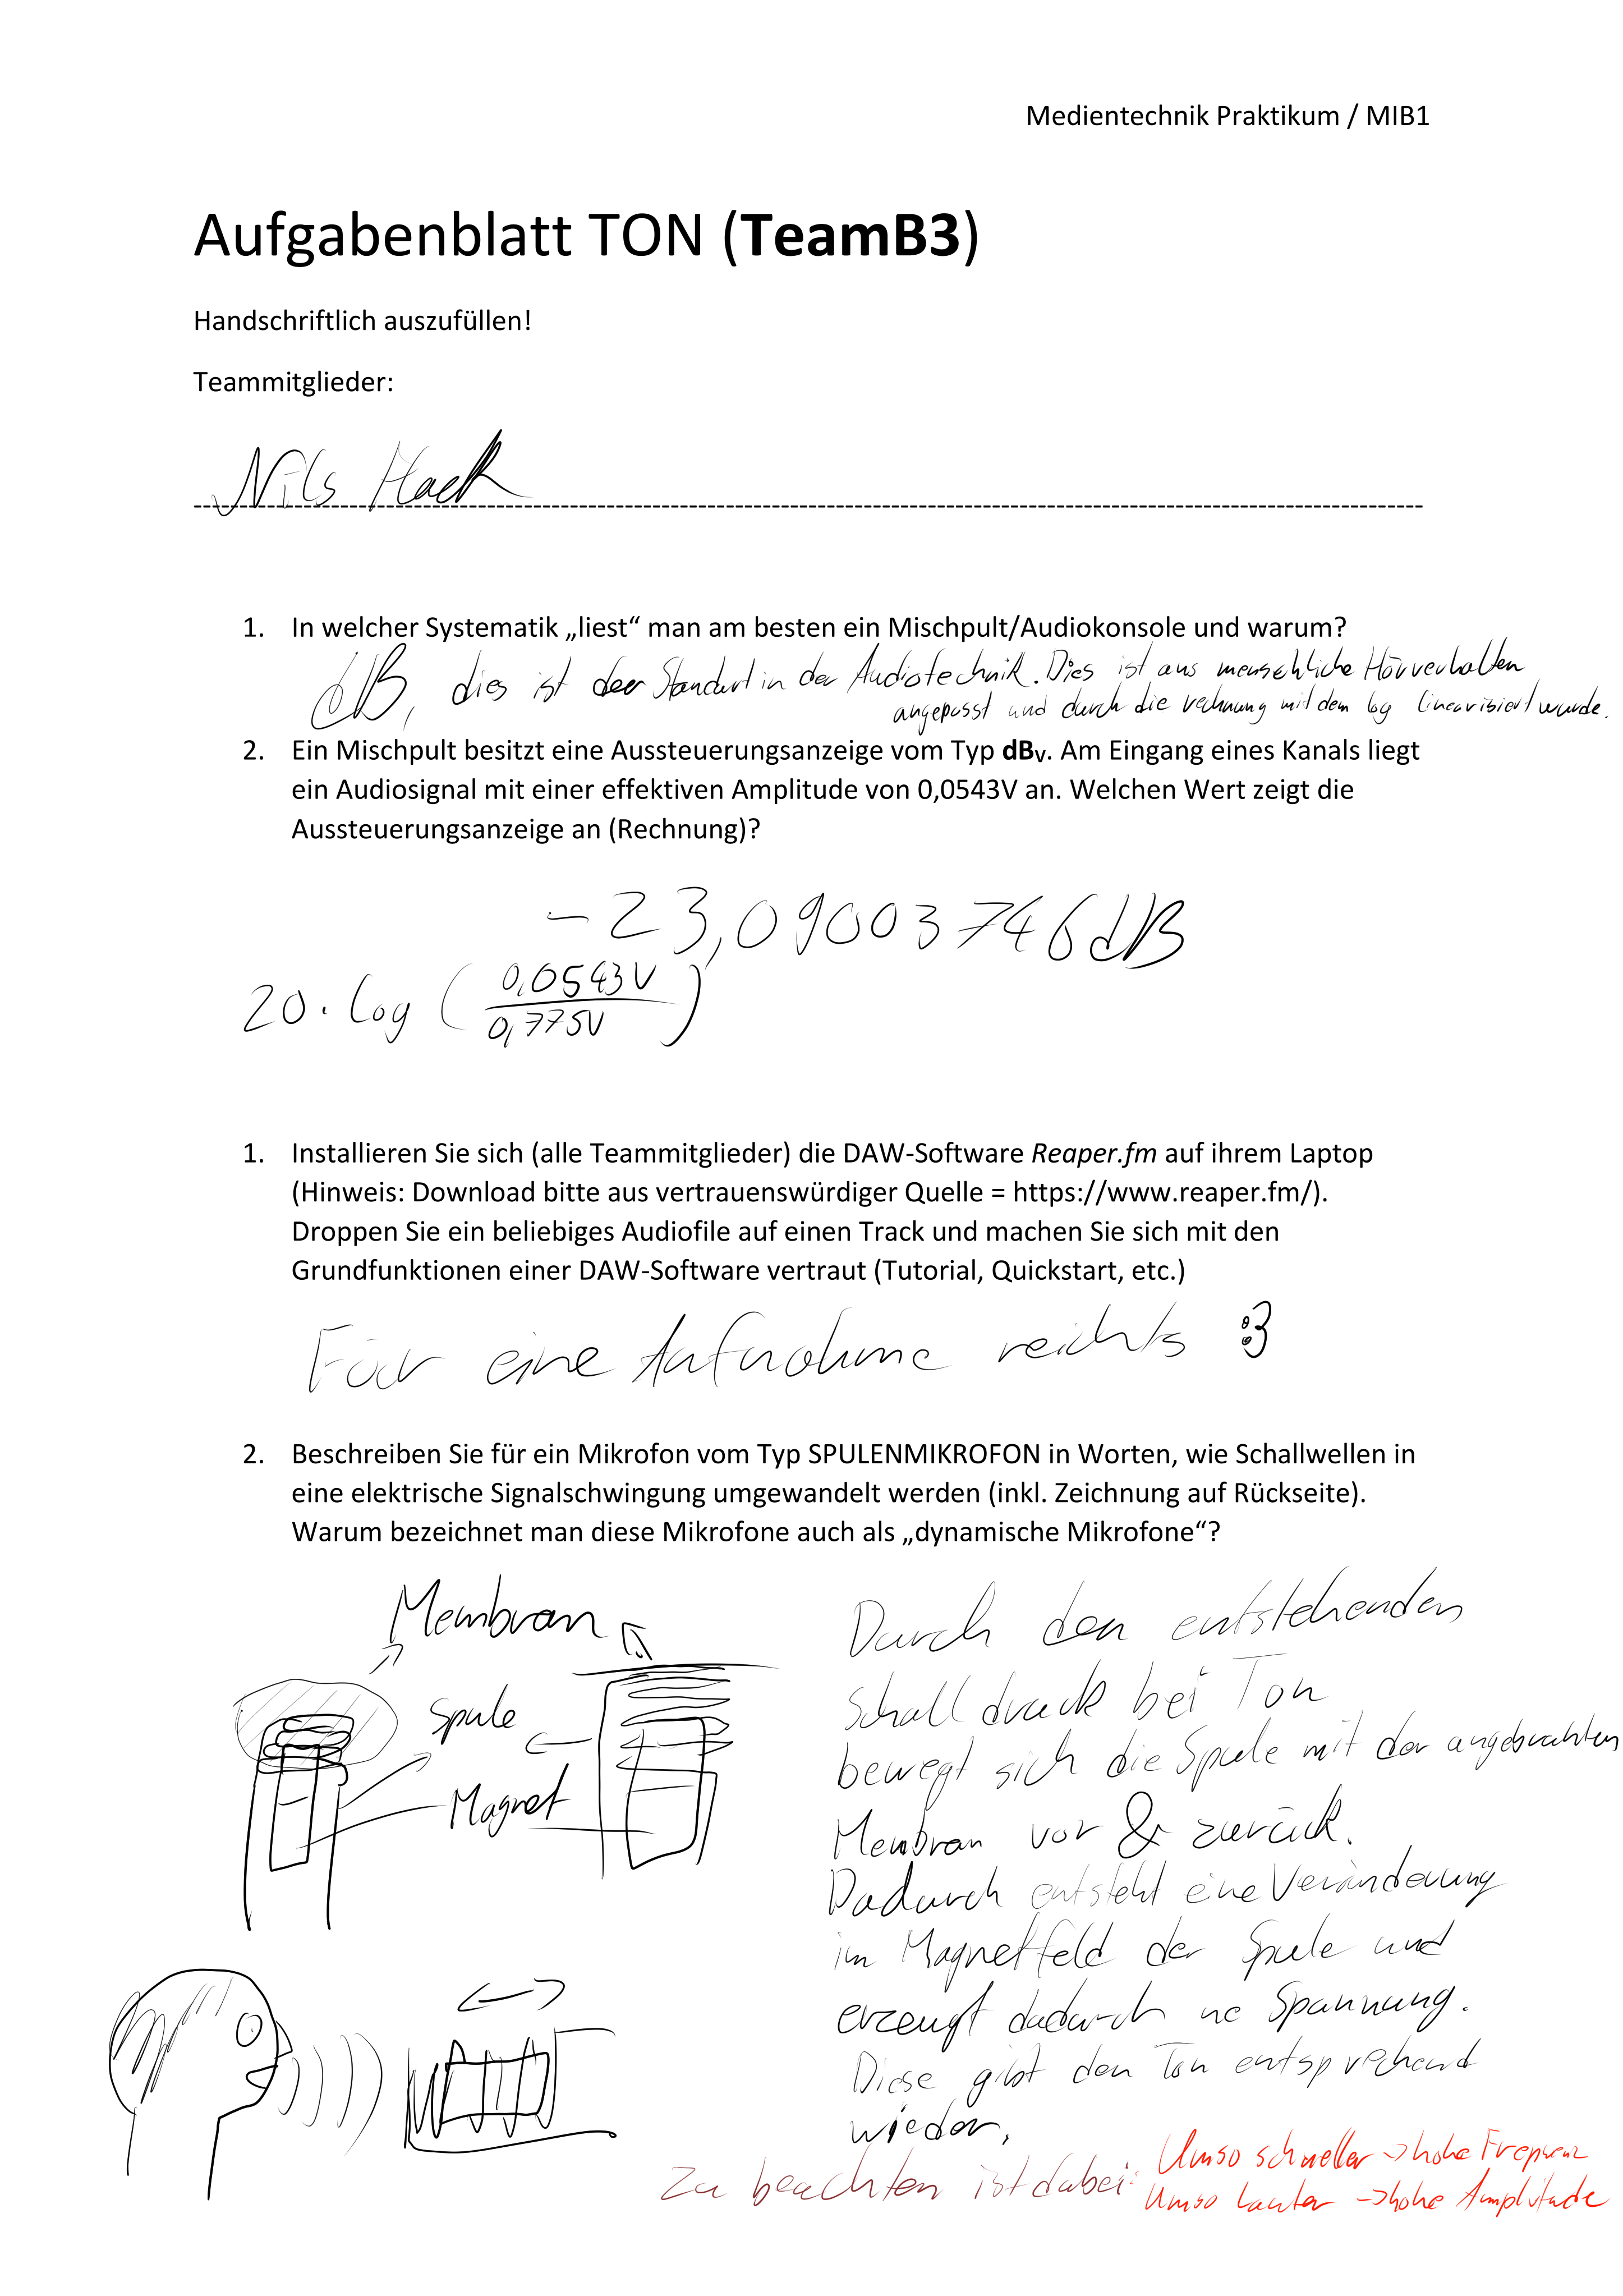 Medientechnik Praktikum / MIB1
Aufgabenblatt TON (TeamB3)
Handschriftlich auszufüllen!
Teammitglieder:
Nils Hack
1. In welcher Systematik „liest“ man am besten ein Mischpult/Audiokonsole und warum?
dB, dies ist der Standart in der Audiotechnik. Dies ist ans menschliche Hörverhalten
angepasst und durch die rechnung mit dem log linearisiert wurde.
2. Ein Mischpult besitzt eine Aussteuerungsanzeige vom Typ dBV. Am Eingang eines Kanals liegt
ein Audiosignal mit einer effektiven Amplitude von 0,0543V an. Welchen Wert zeigt die
Aussteuerungsanzeige an (Rechnung)?
-23,09003746dB
20 · log ( 0,0543V / 0,775V )
1. Installieren Sie sich (alle Teammitglieder) die DAW-Software Reaper.fm auf ihrem Laptop
(Hinweis: Download bitte aus vertrauenswürdiger Quelle = https://www.reaper.fm/).
Droppen Sie ein beliebiges Audiofile auf einen Track und machen Sie sich mit den
Grundfunktionen einer DAW-Software vertraut (Tutorial, Quickstart, etc.)
Für eine Aufnahme reichts :3
2. Beschreiben Sie für ein Mikrofon vom Typ SPULENMIKROFON in Worten, wie Schallwellen in
eine elektrische Signalschwingung umgewandelt werden (inkl. Zeichnung auf Rückseite).
Warum bezeichnet man diese Mikrofone auch als „dynamische Mikrofone“?
Membran
Spule
Magnet
Durch den entstehenden
Schalldruck bei Ton
bewegt sich die Spule mit der angebrachten
Membran vor & zurück.
Dadurch entsteht eine Veränderung
im Magnetfeld der Spule und
erzeugt dadurch ne Spannung.
Diese gibt den Ton entsprechend
wieder.
Zu beachten ist dabei:
Umso schneller -> hohe Frequenz
Umso lauter -> hohe Amplitude